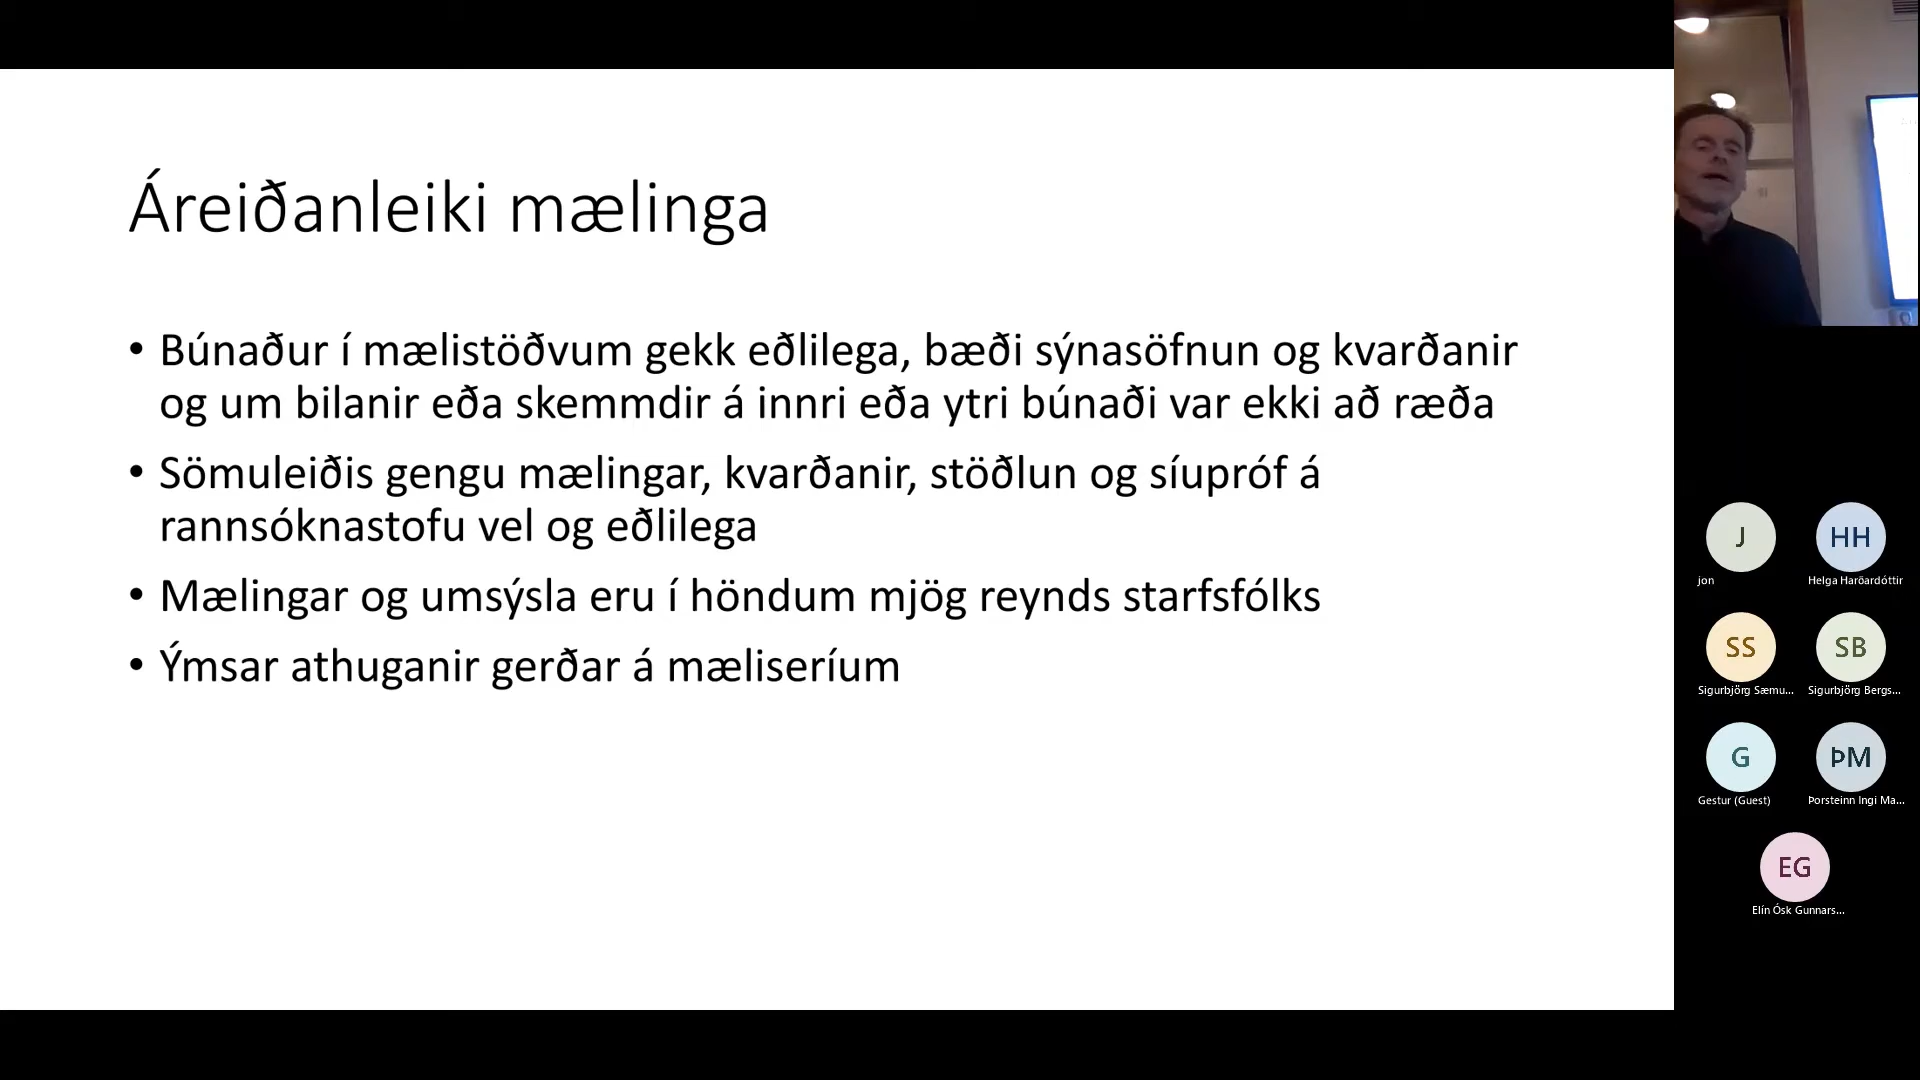 Áreiðanleiki mælinga
• Búnaður í mælistöðvum gekk eðlilega, bæði sýnasöfnun og kvarðanir
og um bilanir eða skemmdir á innri eða ytri búnaði var ekki að ræða
• Sömuleiðis gengu mælingar, kvarðanir, stöðlun og síupróf á
rannsóknastofu vel og eðlilega
• Mælingar og umsýsla eru í höndum mjög reynds starfsfólks
• Ýmsar athuganir gerðar á mæliseríum
J
jon
HH
Helga Harðardóttir
SS
Sigurbjörg Sæmu...
SB
Sigurbjörg Bergs...
G
Gestur (Guest)
ÞM
Þorsteinn Ingi Ma...
EG
Elín Ósk Gunnars...